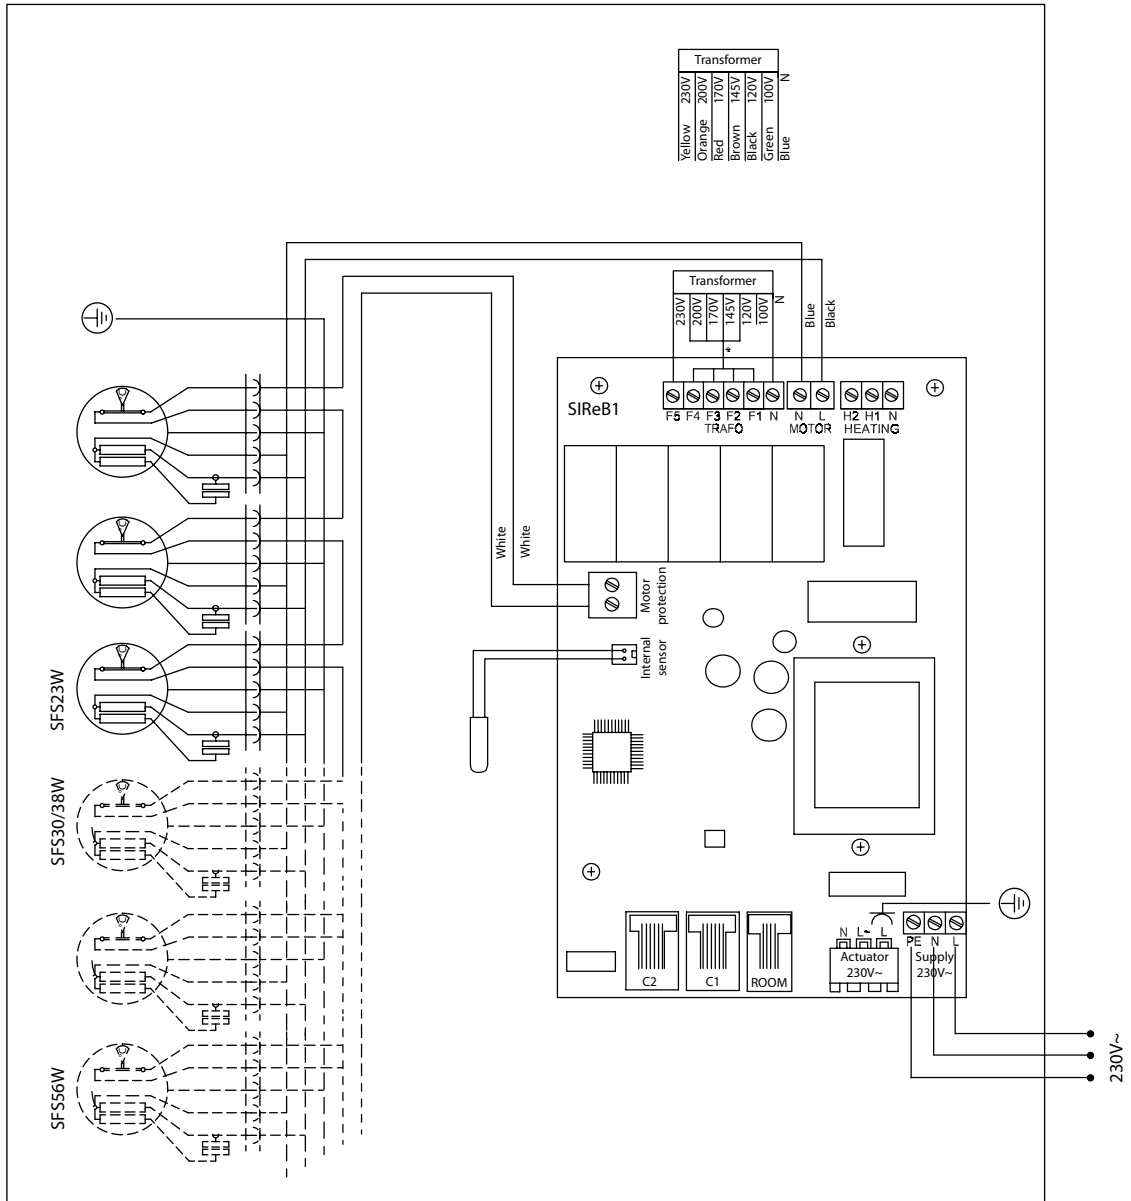 Transformer
Yellow 230V
Orange 200V
Red 170V
Brown 145V
Black 120V
Green 100V
Blue N
Transformer
230V
200V
170V
145V
120V
100V
N
*
Blue
Black
SIReB1
F5 F4 F3 F2 F1 N
TRAFO
N L
MOTOR
H2 H1 N
HEATING
White
White
Motor
protection
Internal
sensor
SFS23W
SFS30/38W
SFS56W
C2
C1
ROOM
N L~ L
Actuator
230V~
PE N L
Supply
230V~
230V~